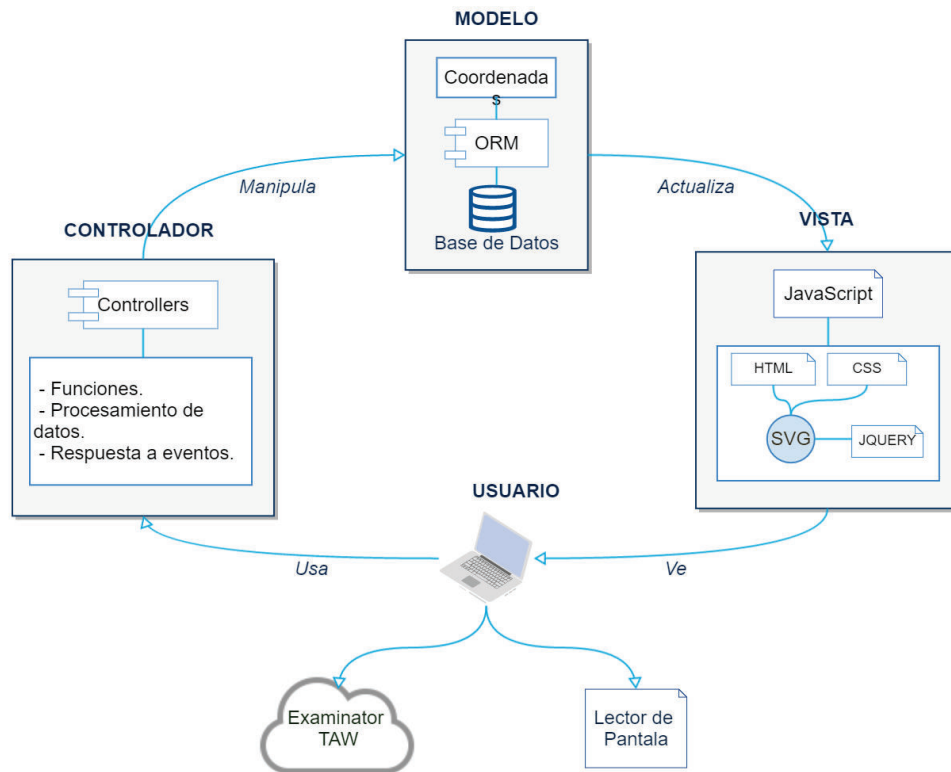 MODELO
Coordenada
s
ORM
Base de Datos
Manipula
Actualiza
CONTROLADOR
Controllers
- Funciones.
- Procesamiento de
datos.
- Respuesta a eventos.
VISTA
JavaScript
HTML
CSS
SVG
JQUERY
USUARIO
Usa
Ve
Examinator
TAW
Lector de
Pantala